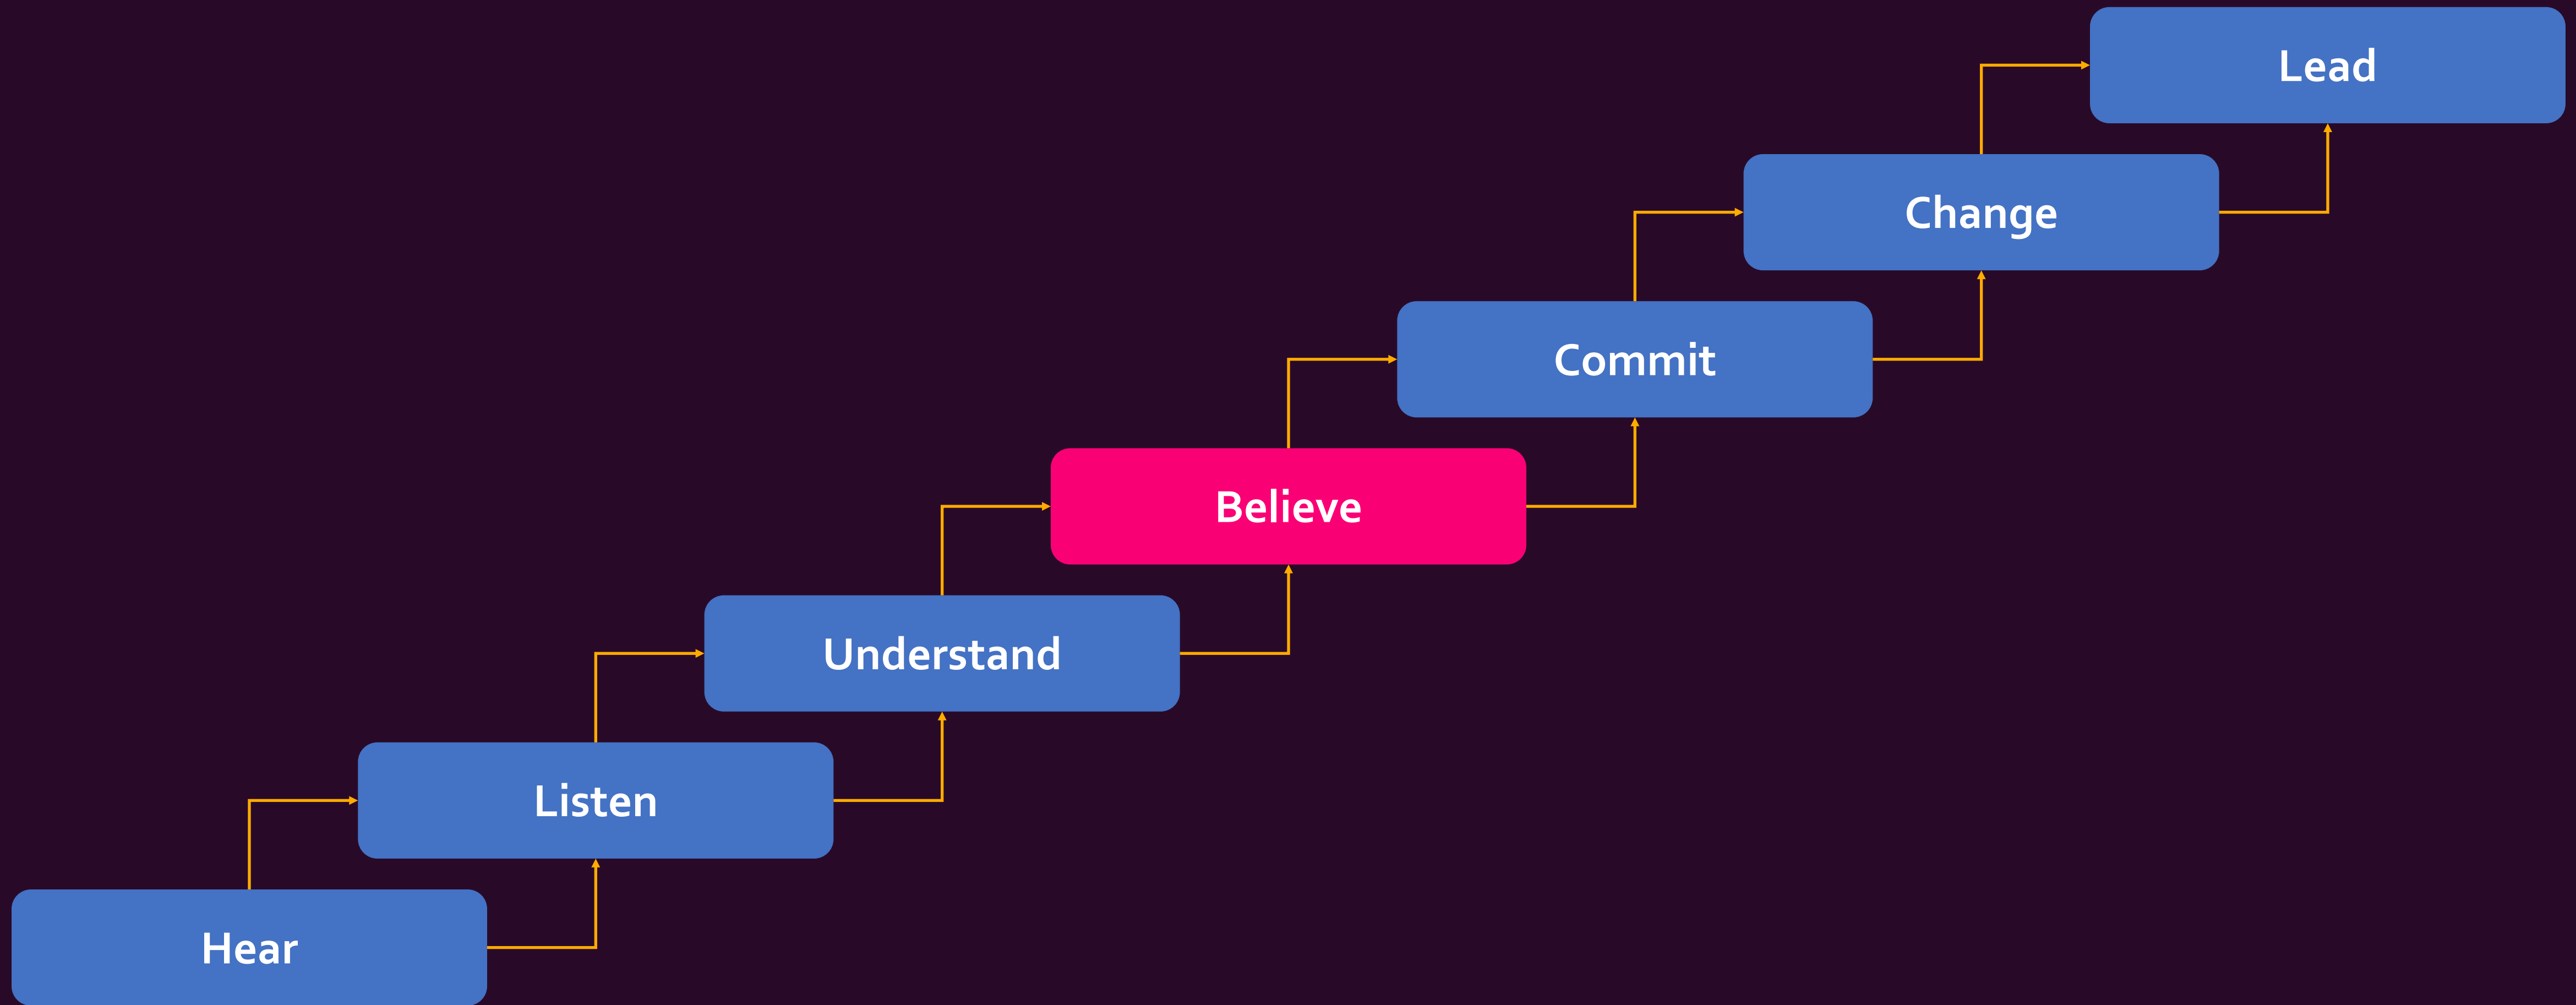 Lead
Change
Commit
Believe
Understand
Listen
Hear